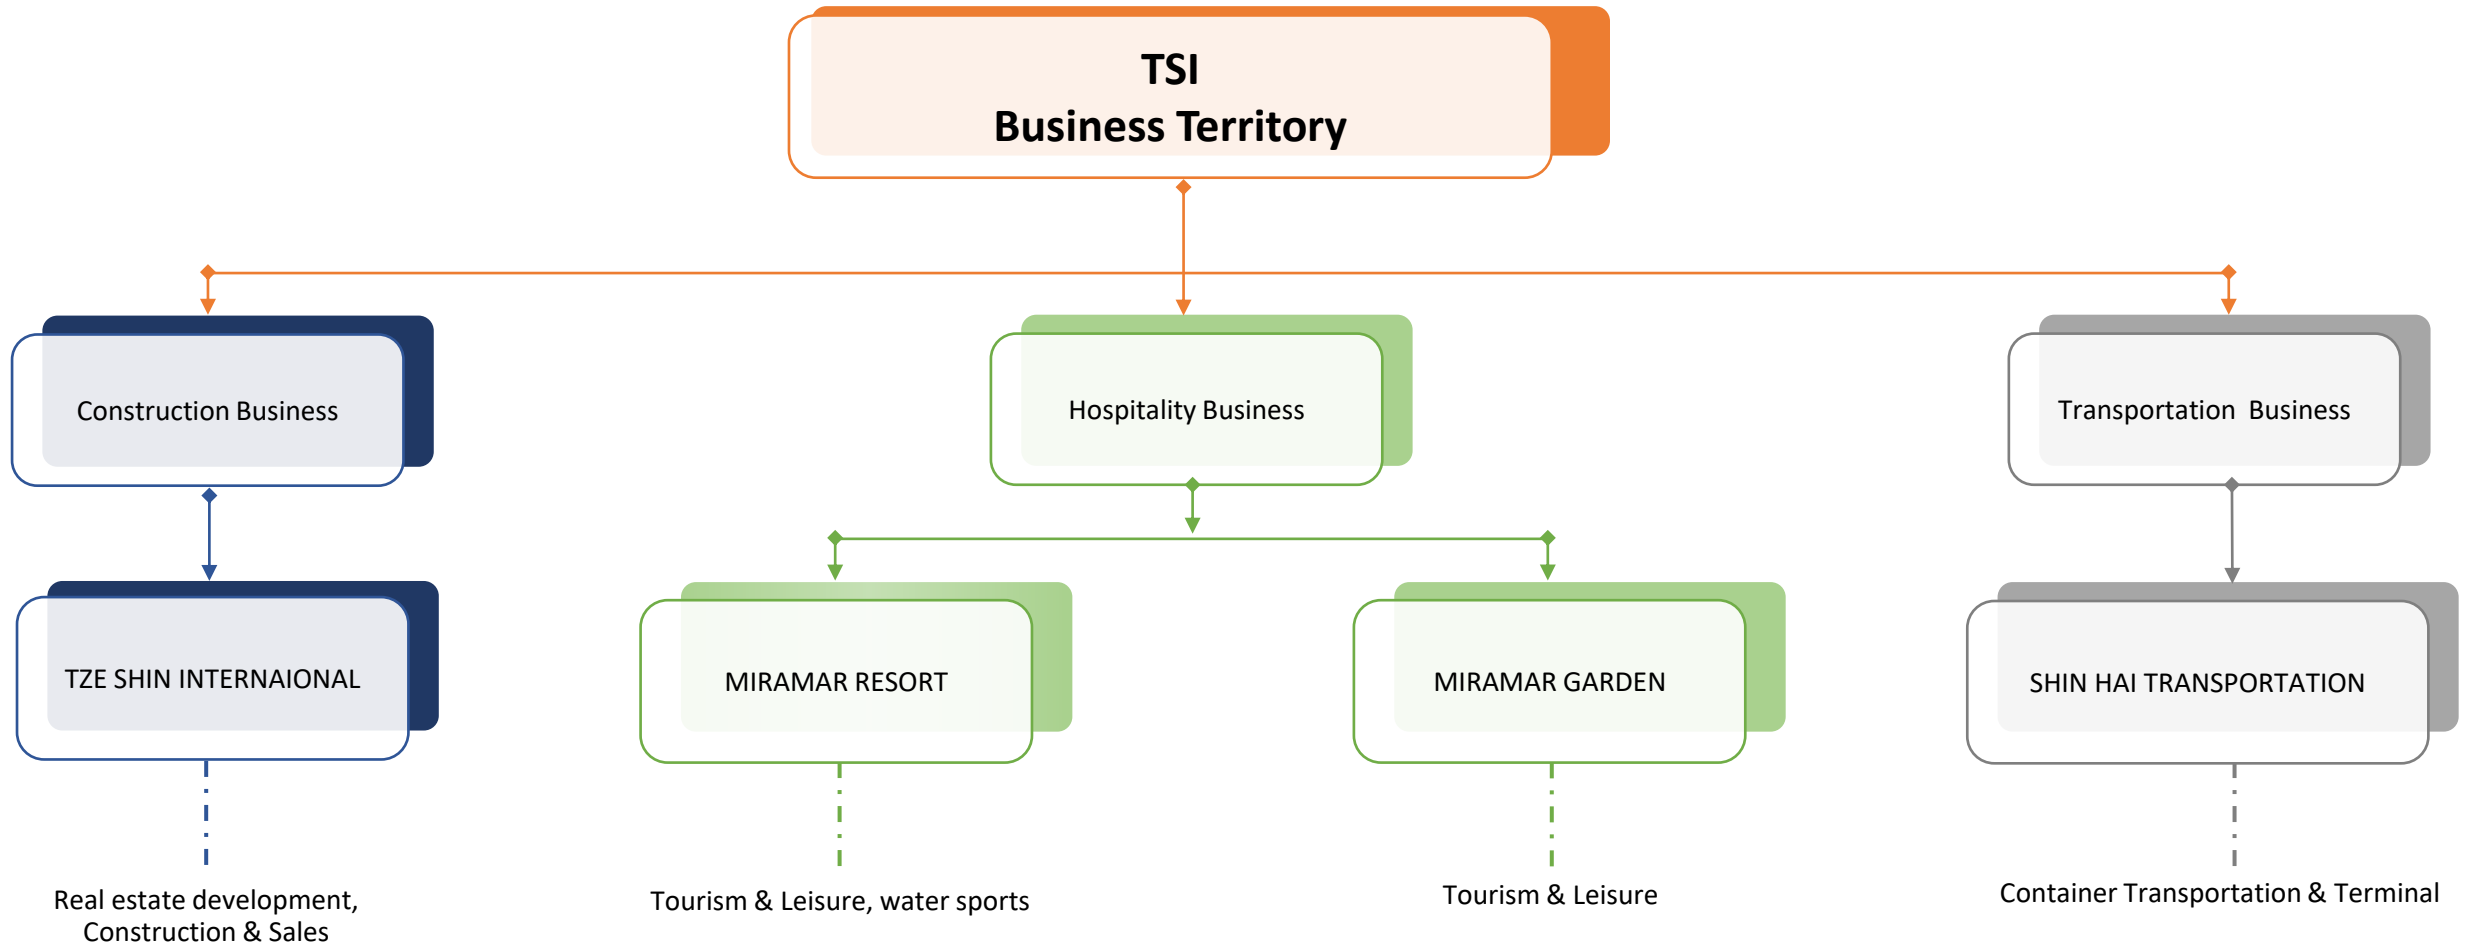 TSI
Business Territory
Construction Business
Hospitality Business
Transportation  Business
TZE SHIN INTERNAIONAL
MIRAMAR RESORT
MIRAMAR GARDEN
SHIN HAI TRANSPORTATION
Real estate development,
Construction & Sales
Tourism & Leisure, water sports
Tourism & Leisure
Container Transportation & Terminal